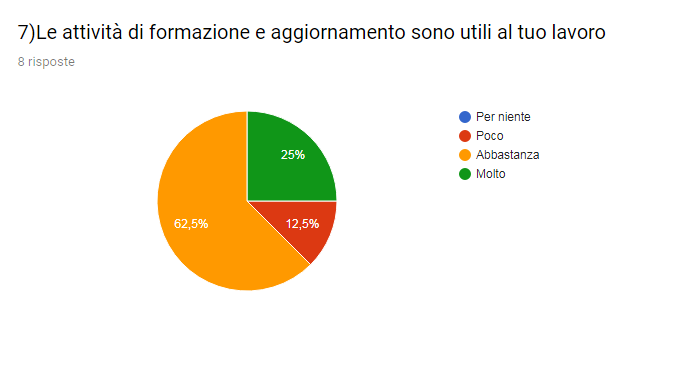 7)Le attività di formazione e aggiornamento sono utili al tuo lavoro
8 risposte
Per niente
Poco
Abbastanza
Molto
25%
12,5%
62,5%